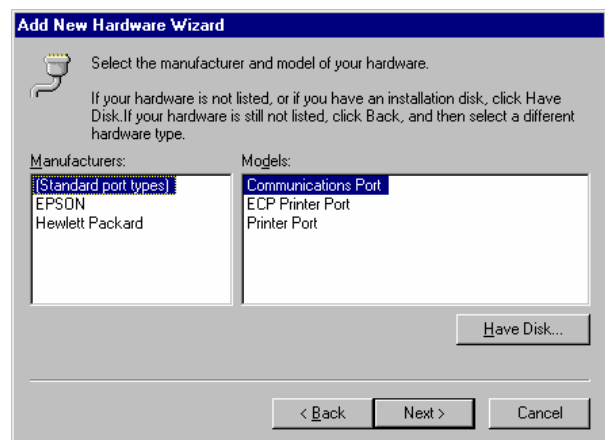 Add New Hardware Wizard
Select the manufacturer and model of your hardware.
If your hardware is not listed, or if you have an installation disk, click Have
Disk.If your hardware is still not listed, click Back, and then select a different
hardware type.
Manufacturers:
(Standard port types)
EPSON
Hewlett Packard
Models:
Communications Port
ECP Printer Port
Printer Port
Have Disk...
< Back
Next >
Cancel